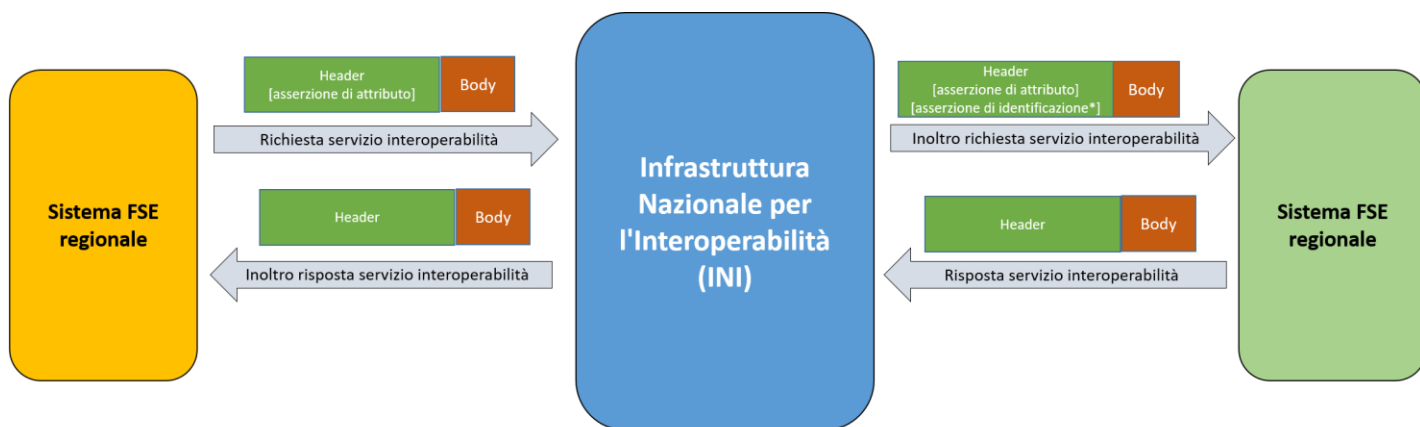 Sistema FSE
regionale
Header
[asserzione di attributo]
Body
Richiesta servizio interoperabilità
Header
Body
Inoltro risposta servizio interoperabilità
Infrastruttura
Nazionale per
l'Interoperabilità
(INI)
Header
[asserzione di attributo]
[asserzione di identificazione*]
Body
Inoltro richiesta servizio interoperabilità
Header
Body
Risposta servizio interoperabilità
Sistema FSE
regionale